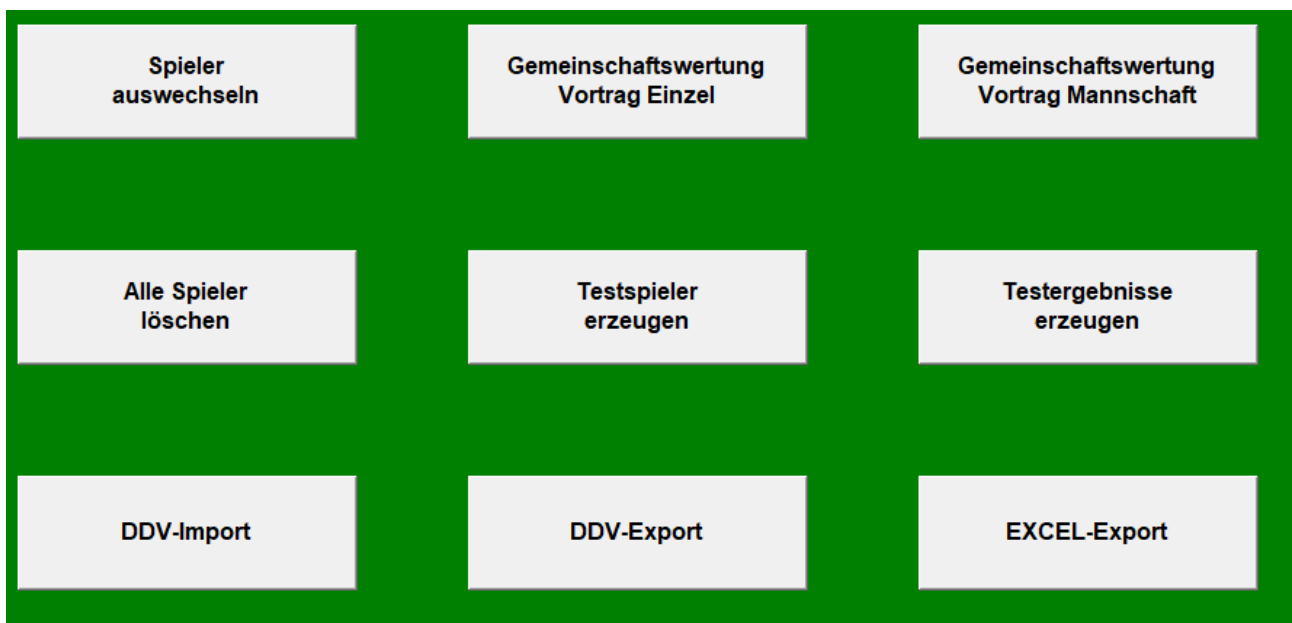 Spieler
auswechseln
Gemeinschaftswertung
Vortrag Einzel
Gemeinschaftswertung
Vortrag Mannschaft
Alle Spieler
löschen
Testspieler
erzeugen
Testergebnisse
erzeugen
DDV-Import
DDV-Export
EXCEL-Export